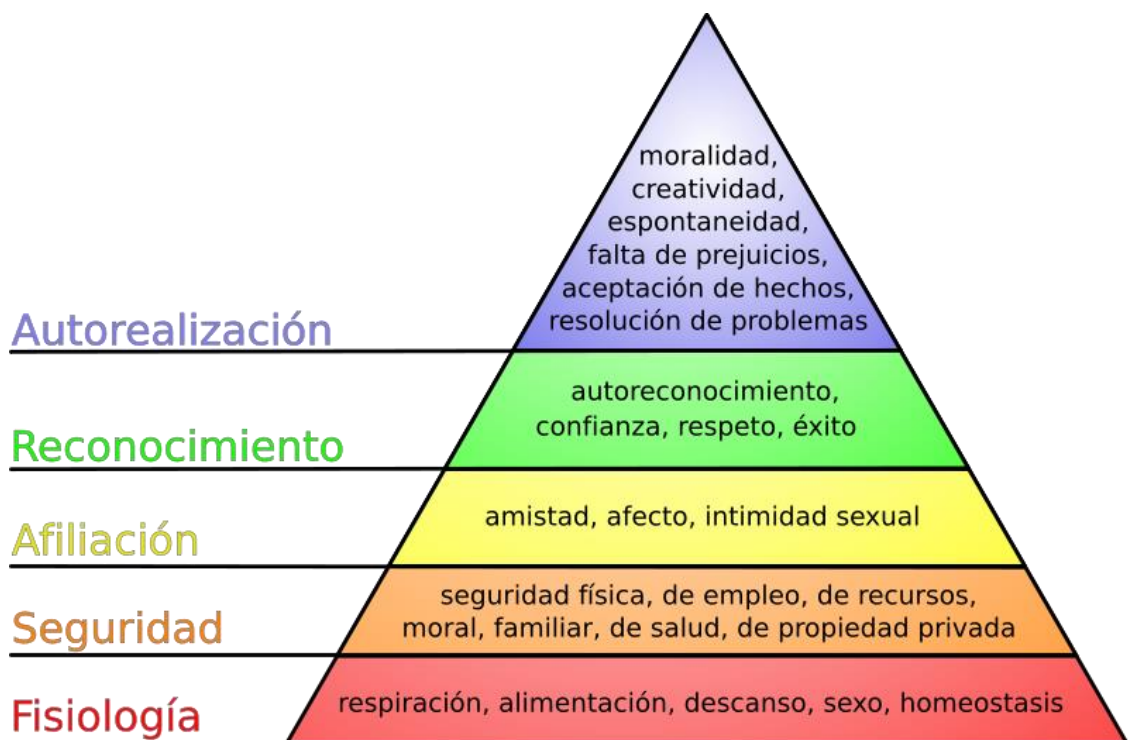 moralidad,
creatividad,
espontaneidad,
falta de prejuicios,
aceptación de hechos,
resolución de problemas
Autorealización
autoreconocimiento,
confianza, respeto, éxito
Reconocimiento
amistad, afecto, intimidad sexual
Afiliación
seguridad física, de empleo, de recursos,
moral, familiar, de salud, de propiedad privada
Seguridad
respiración, alimentación, descanso, sexo, homeostasis
Fisiología